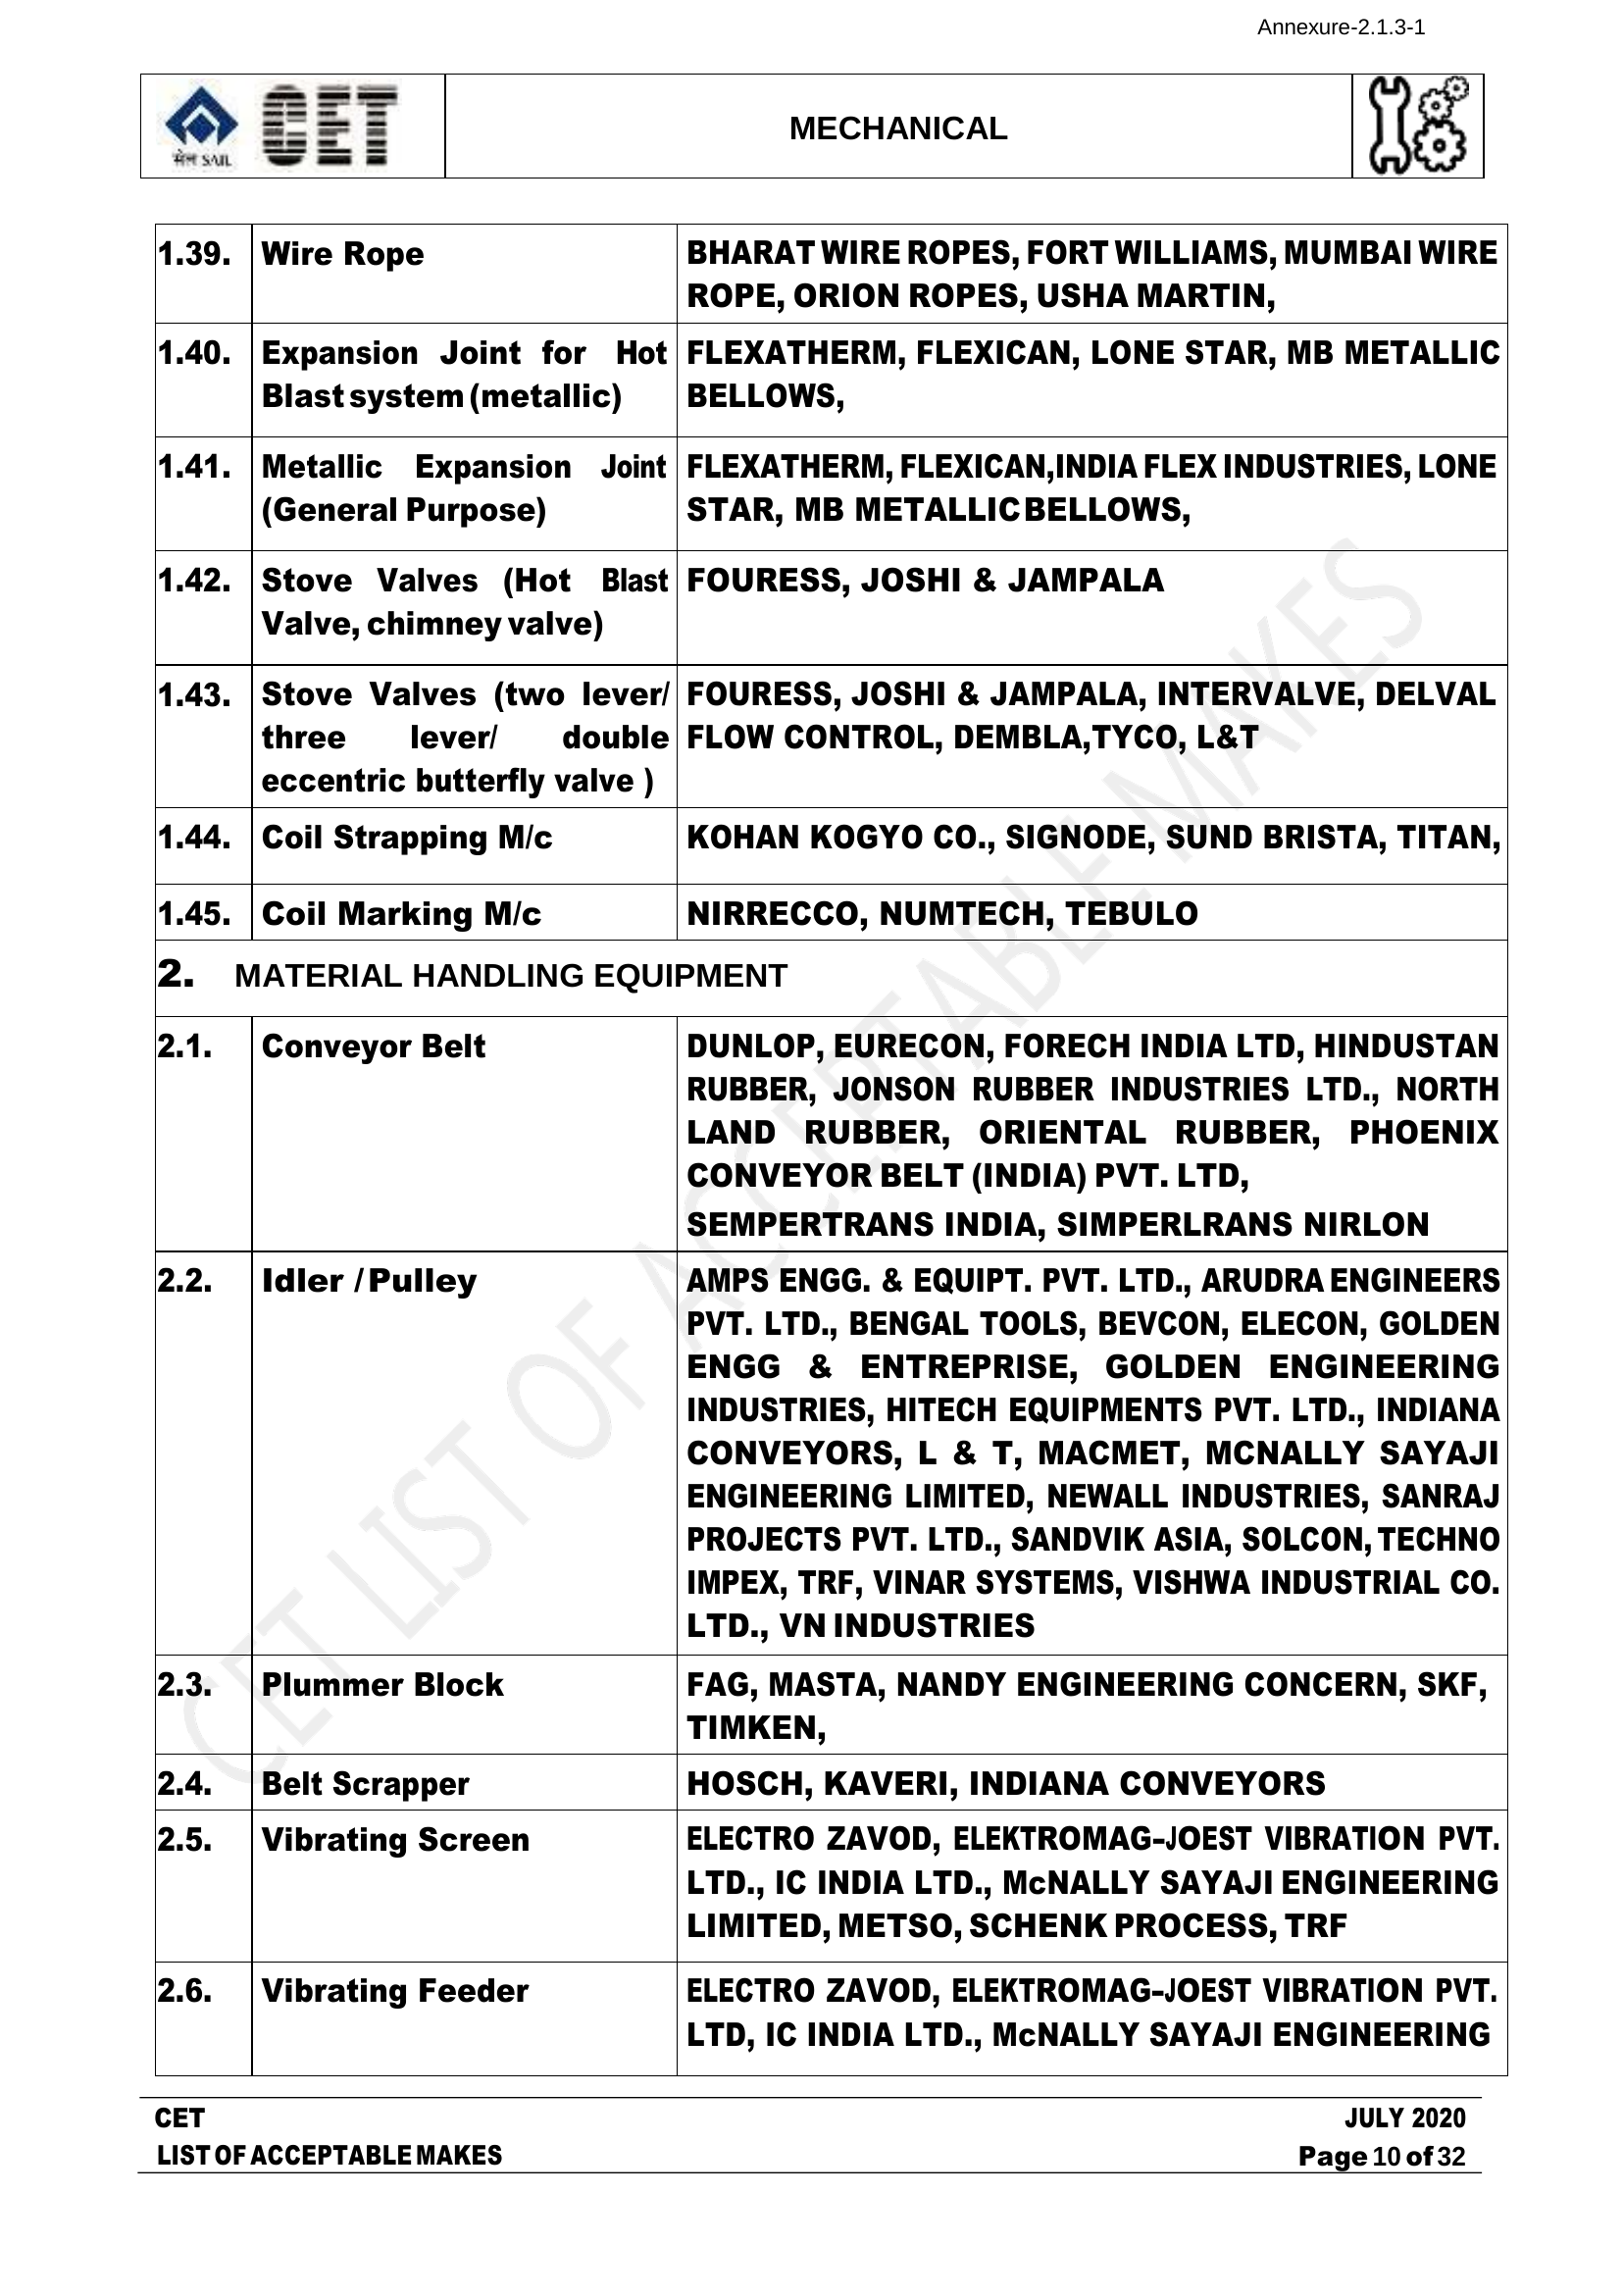 Annexure-2.1.3-1
सेल SAIL
CET
MECHANICAL
1.39. Wire Rope BHARAT WIRE ROPES, FORT WILLIAMS, MUMBAI WIRE
ROPE, ORION ROPES, USHA MARTIN,
1.40. Expansion Joint for Hot FLEXATHERM, FLEXICAN, LONE STAR, MB METALLIC
Blast system (metallic) BELLOWS,
1.41. Metallic Expansion Joint FLEXATHERM, FLEXICAN,INDIA FLEX INDUSTRIES, LONE
(General Purpose) STAR, MB METALLIC BELLOWS,
1.42. Stove Valves (Hot Blast FOURESS, JOSHI & JAMPALA
Valve, chimney valve)
1.43. Stove Valves (two lever/ FOURESS, JOSHI & JAMPALA, INTERVALVE, DELVAL
three lever/ double FLOW CONTROL, DEMBLA,TYCO, L&T
eccentric butterfly valve )
1.44. Coil Strapping M/c KOHAN KOGYO CO., SIGNODE, SUND BRISTA, TITAN,
1.45. Coil Marking M/c NIRRECCO, NUMTECH, TEBULO
2. MATERIAL HANDLING EQUIPMENT
2.1. Conveyor Belt DUNLOP, EURECON, FORECH INDIA LTD, HINDUSTAN
RUBBER, JONSON RUBBER INDUSTRIES LTD., NORTH
LAND RUBBER, ORIENTAL RUBBER, PHOENIX
CONVEYOR BELT (INDIA) PVT. LTD,
SEMPERTRANS INDIA, SIMPERLRANS NIRLON
2.2. Idler / Pulley AMPS ENGG. & EQUIPT. PVT. LTD., ARUDRA ENGINEERS
PVT. LTD., BENGAL TOOLS, BEVCON, ELECON, GOLDEN
ENGG & ENTREPRISE, GOLDEN ENGINEERING
INDUSTRIES, HITECH EQUIPMENTS PVT. LTD., INDIANA
CONVEYORS, L & T, MACMET, MCNALLY SAYAJI
ENGINEERING LIMITED, NEWALL INDUSTRIES, SANRAJ
PROJECTS PVT. LTD., SANDVIK ASIA, SOLCON, TECHNO
IMPEX, TRF, VINAR SYSTEMS, VISHWA INDUSTRIAL CO.
LTD., VN INDUSTRIES
2.3. Plummer Block FAG, MASTA, NANDY ENGINEERING CONCERN, SKF,
TIMKEN,
2.4. Belt Scrapper HOSCH, KAVERI, INDIANA CONVEYORS
2.5. Vibrating Screen ELECTRO ZAVOD, ELEKTROMAG-JOEST VIBRATION PVT.
LTD., IC INDIA LTD., McNALLY SAYAJI ENGINEERING
LIMITED, METSO, SCHENK PROCESS, TRF
2.6. Vibrating Feeder ELECTRO ZAVOD, ELEKTROMAG-JOEST VIBRATION PVT.
LTD, IC INDIA LTD., McNALLY SAYAJI ENGINEERING
CET LIST OF ACCEPTABLE MAKES
CET JULY 2020
LIST OF ACCEPTABLE MAKES Page 10 of 32